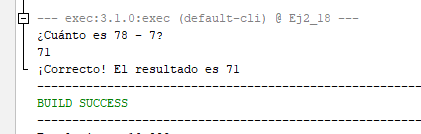 --- exec:3.1.0:exec (default-cli) @ Ej2_18 ---
¿Cuánto es 78 - 7?
71
¡Correcto! El resultado es 71
------------------------------------------------------------------------
BUILD SUCCESS
------------------------------------------------------------------------